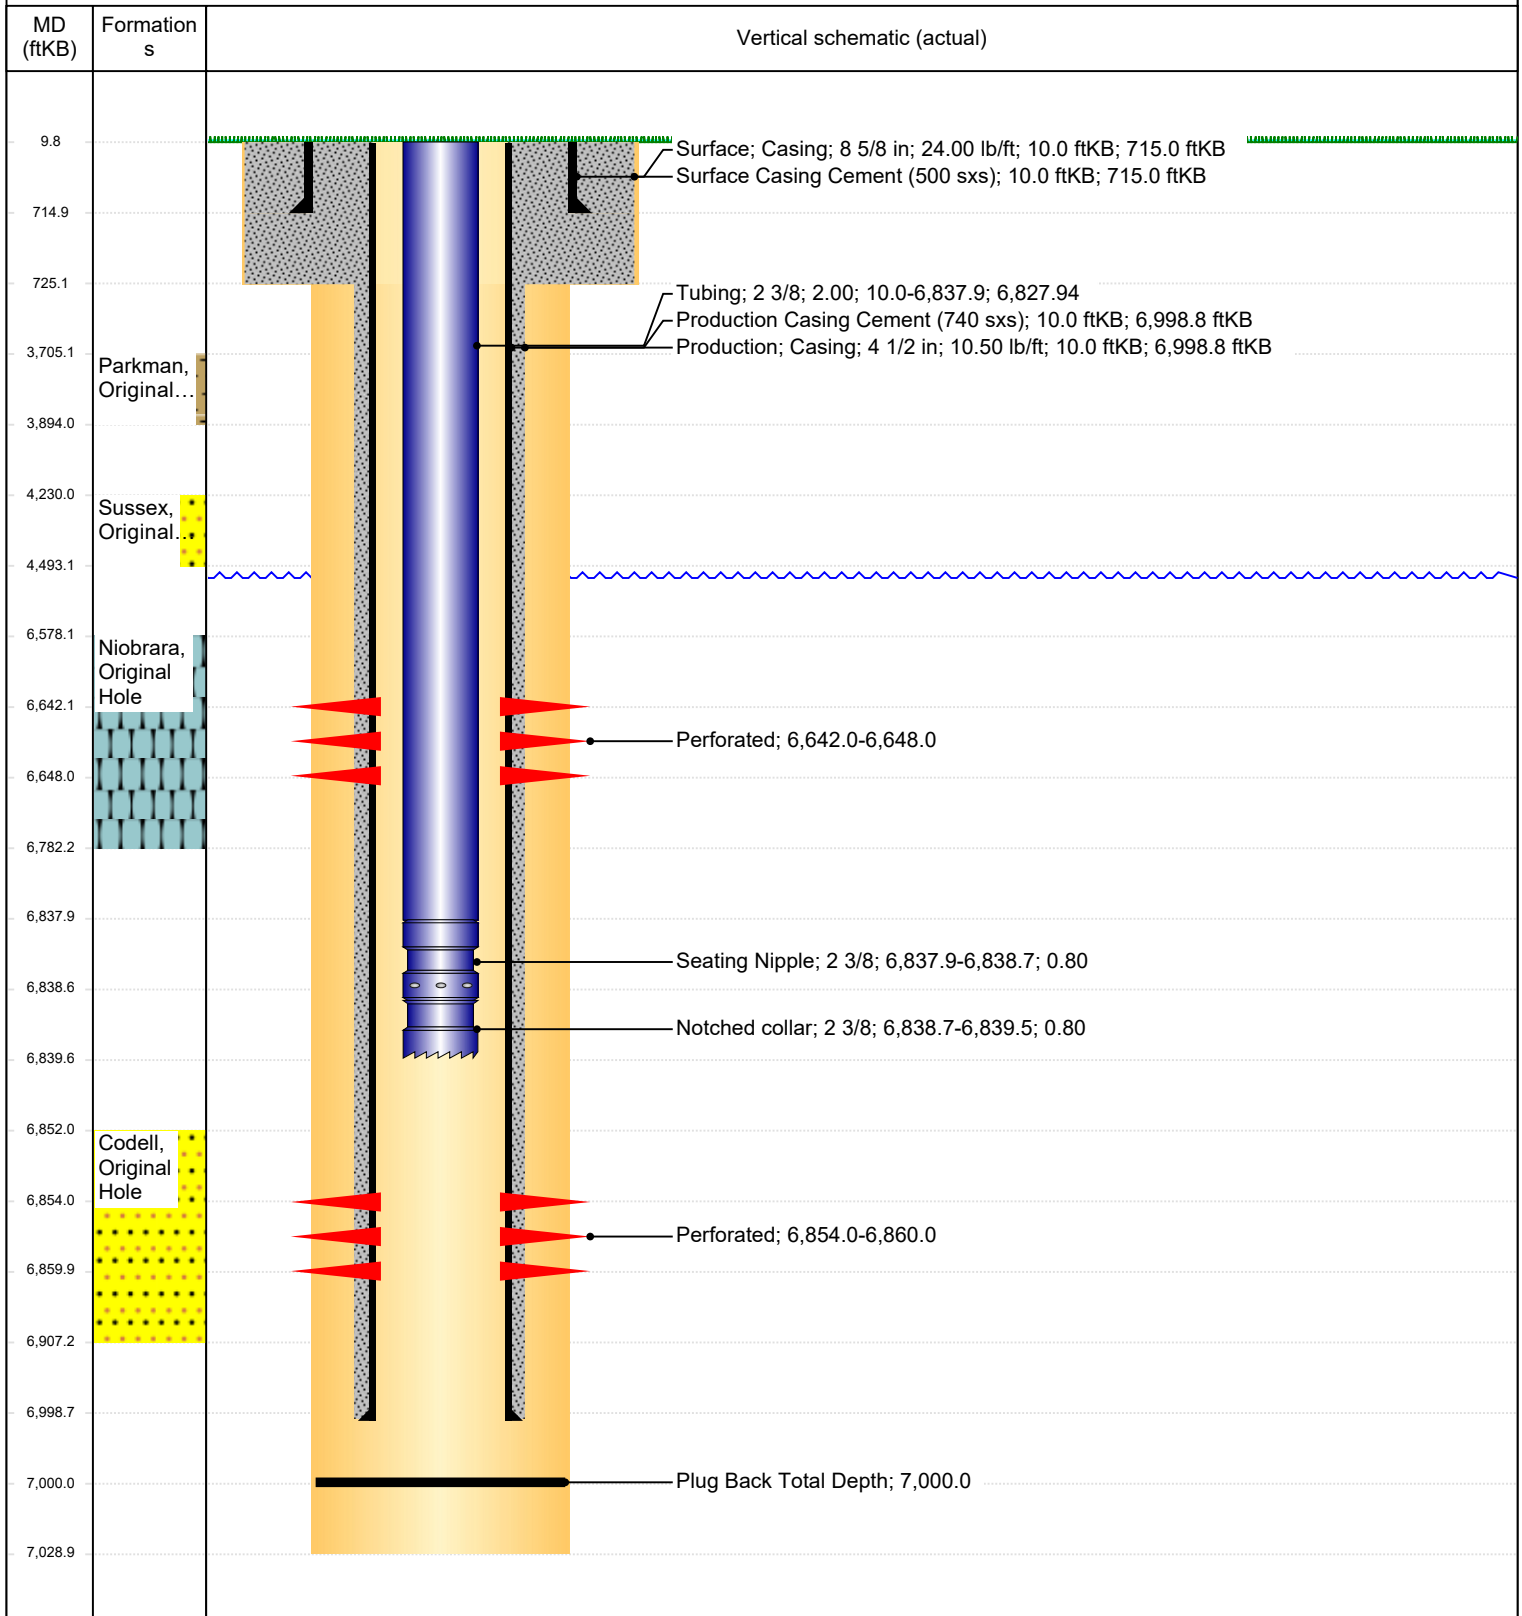 MD
(ftKB)
Formation
s
Vertical schematic (actual)
9.8
Surface; Casing; 8 5/8 in; 24.00 lb/ft; 10.0 ftKB; 715.0 ftKB
Surface Casing Cement (500 sxs); 10.0 ftKB; 715.0 ftKB
714.9
725.1
Tubing; 2 3/8; 2.00; 10.0-6,837.9; 6,827.94
Production Casing Cement (740 sxs); 10.0 ftKB; 6,998.8 ftKB
Production; Casing; 4 1/2 in; 10.50 lb/ft; 10.0 ftKB; 6,998.8 ftKB
3,705.1
Parkman,
Original…
3,894.0
4,230.0
Sussex,
Original…
4,493.1
6,578.1
Niobrara,
Original
Hole
6,642.1
Perforated; 6,642.0-6,648.0
6,648.0
6,782.2
6,837.9
Seating Nipple; 2 3/8; 6,837.9-6,838.7; 0.80
6,838.6
Notched collar; 2 3/8; 6,838.7-6,839.5; 0.80
6,839.6
6,852.0
Codell,
Original
Hole
6,854.0
Perforated; 6,854.0-6,860.0
6,859.9
6,907.2
6,998.7
7,000.0
Plug Back Total Depth; 7,000.0
7,028.9